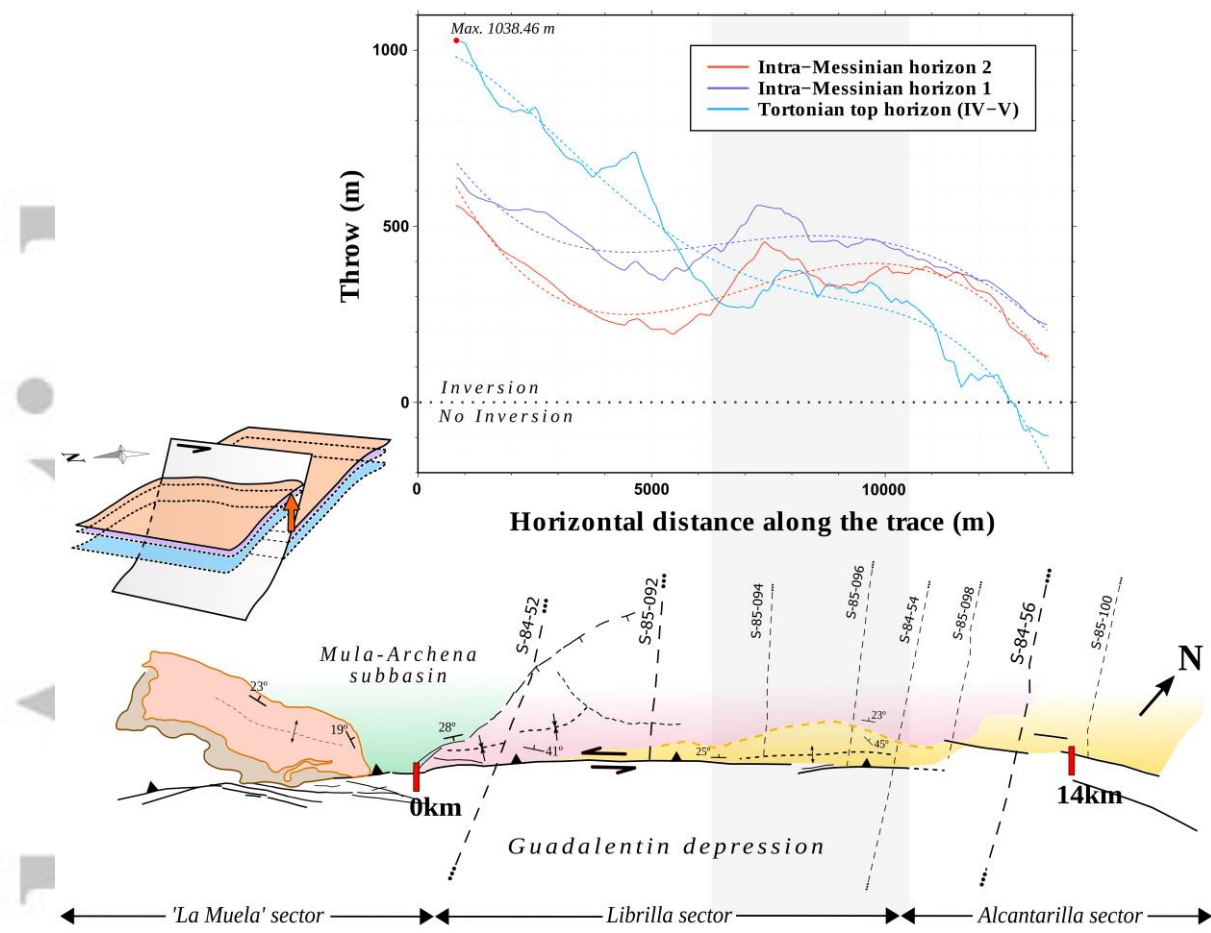 Max. 1038.46 m
1000
500
0
Throw (m)
Intra−Messinian horizon 2
Intra−Messinian horizon 1
Tortonian top horizon (IV−V)
Inversion
No Inversion
0
5000
10000
Horizontal distance along the trace (m)
N
S-84-52
S-85-092
S-85-094
S-85-096
S-84-54
S-85-098
S-84-56
S-85-100
N
Mula-Archena
subbasin
23º
19º
28º
41º
25º
23º
45º
0km
14km
Guadalentin depression
'La Muela' sector
Librilla sector
Alcantarilla sector